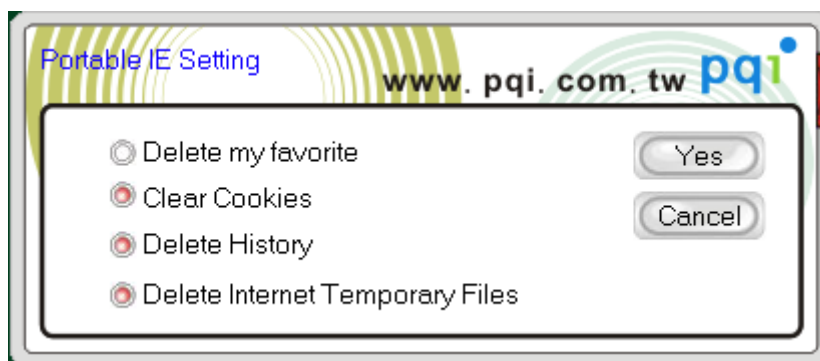 Portable IE Setting
www. pqi. com. tw pqi
Delete my favorite
Yes
Clear Cookies
Cancel
Delete History
Delete Internet Temporary Files